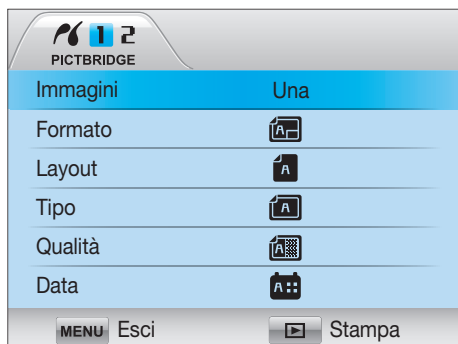 1 2
PICTBRIDGE
Immagini Una
Formato A
Layout A
Tipo A
Qualità A
Data A
MENU Esci Stampa